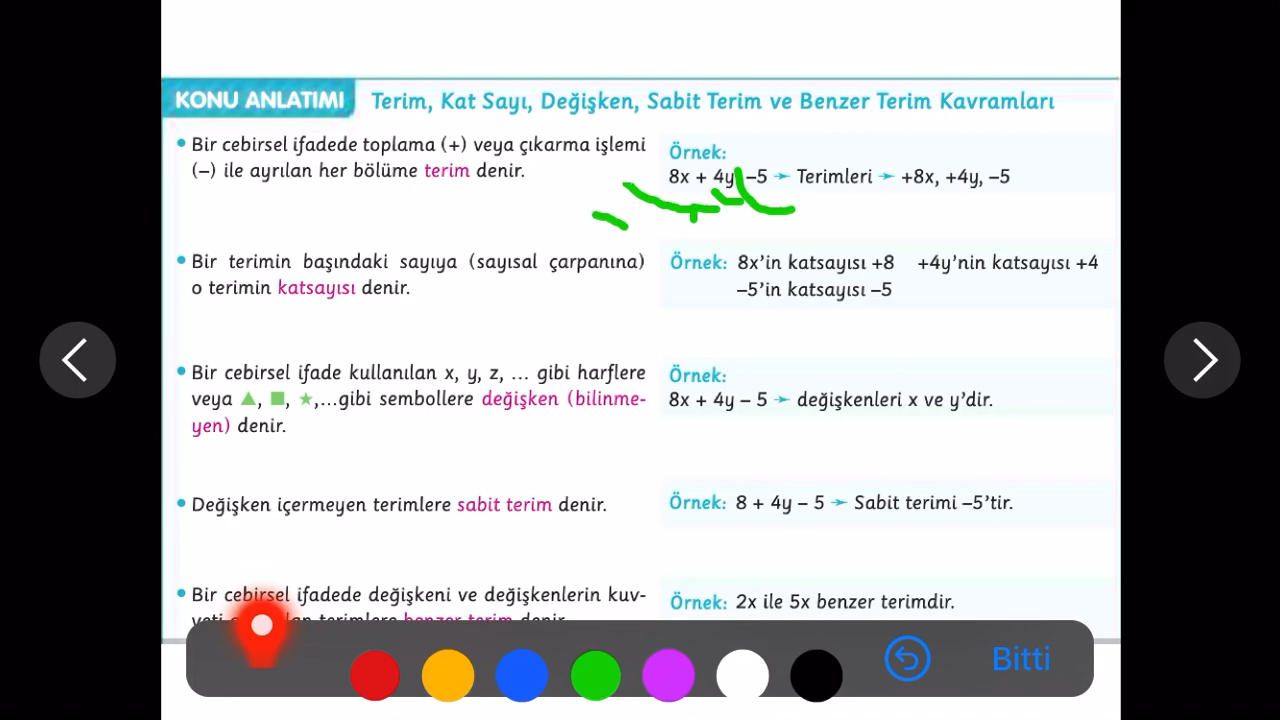 KONU ANLATIMI
Terim, Kat Sayı, Değişken, Sabit Terim ve Benzer Terim Kavramları
• Bir cebirsel ifadede toplama (+) veya çıkarma işlemi
(–) ile ayrılan her bölüme terim denir.
Örnek:
8x + 4y –5 ➛ Terimleri ➛ +8x, +4y, –5
• Bir terimin başındaki sayıya (sayısal çarpanına)
o terimin katsayısı denir.
Örnek: 8x’in katsayısı +8 +4y’nin katsayısı +4
–5’in katsayısı –5
• Bir cebirsel ifade kullanılan x, y, z, ... gibi harflere
veya ▲, ■, ★,...gibi sembollere değişken (bilinme-
yen) denir.
Örnek:
8x + 4y – 5 ➛ değişkenleri x ve y’dir.
• Değişken içermeyen terimlere sabit terim denir.
Örnek: 8 + 4y – 5 ➛ Sabit terimi –5’tir.
• Bir cebirsel ifadede değişkeni ve değişkenlerin kuv-
terimlere benzer terim denir.
Örnek: 2x ile 5x benzer terimdir.
Bitti